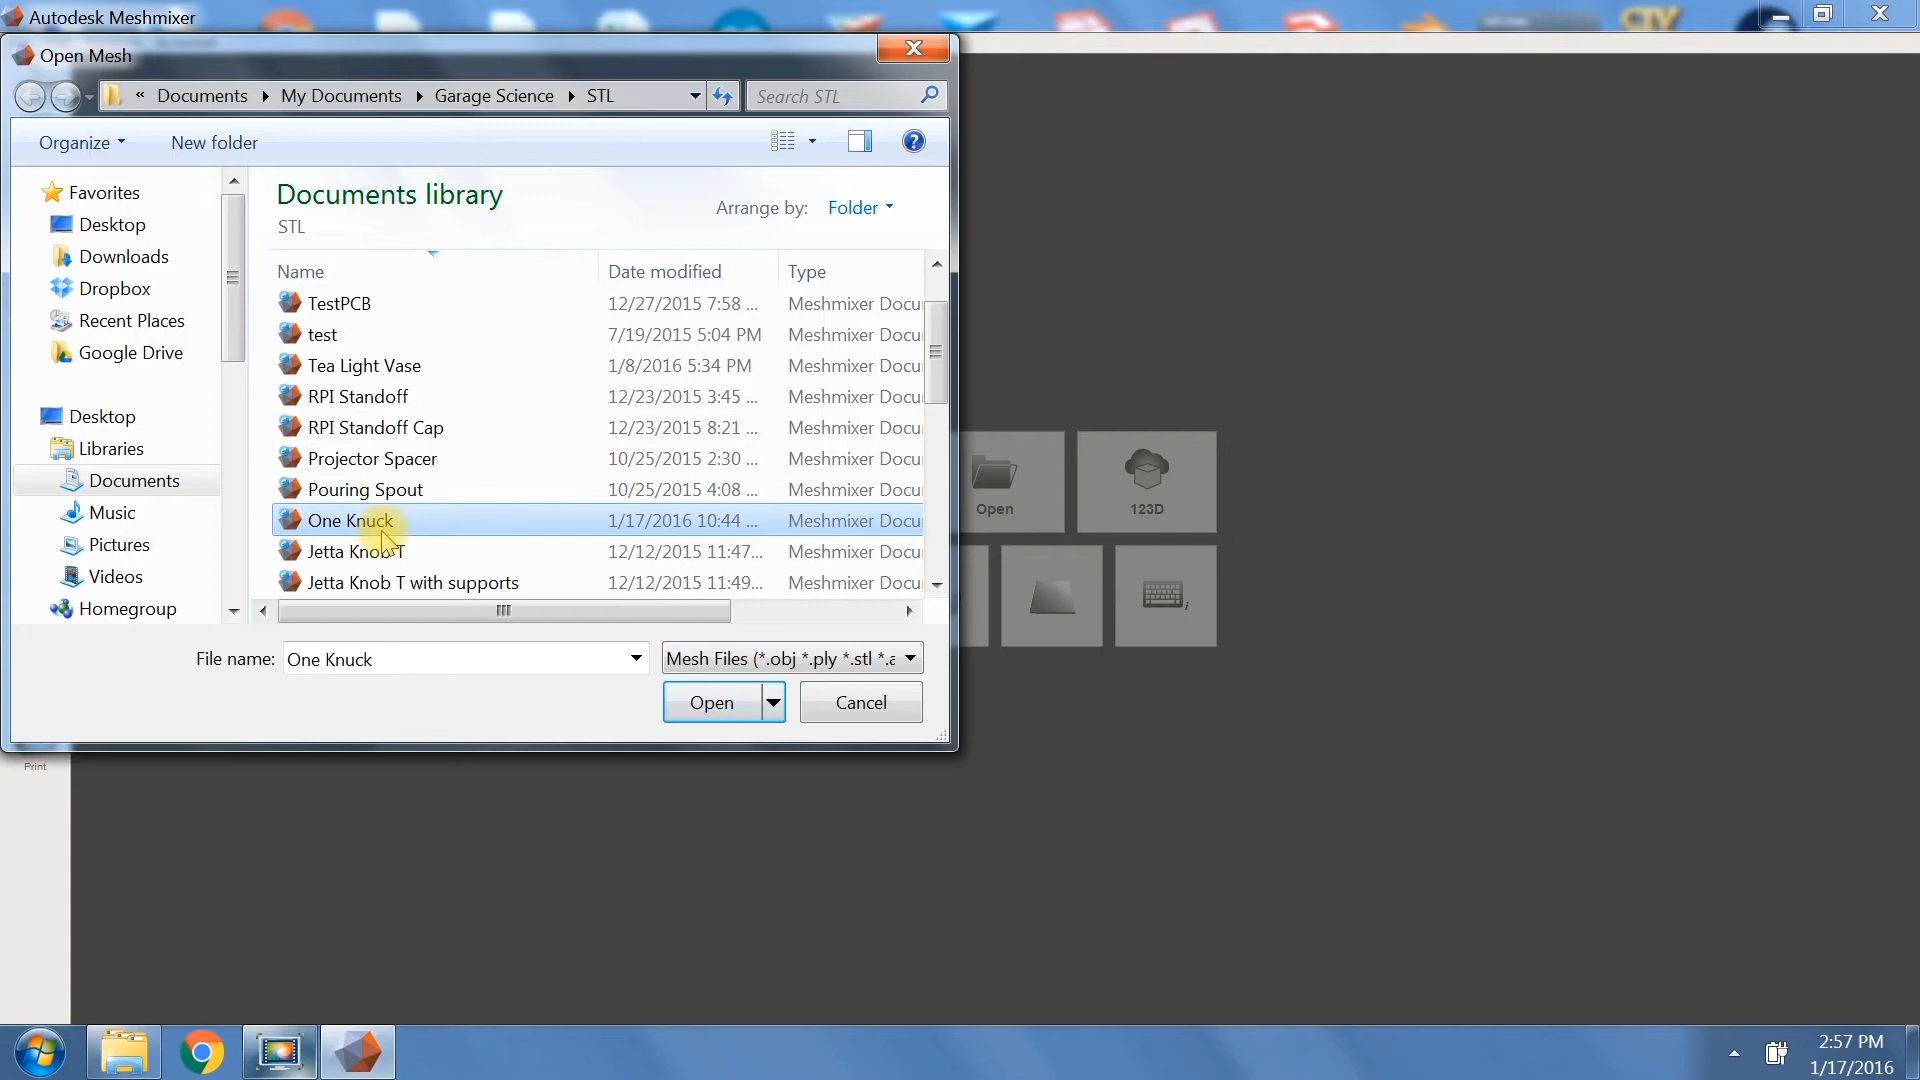 Autodesk Meshmixer
Open Mesh
« Documents My Documents Garage Science STL
Search STL
Organize
New folder
Favorites
Desktop
Downloads
Dropbox
Recent Places
Google Drive
Desktop
Libraries
Documents
Music
Pictures
Videos
Homegroup
Documents library
STL
Arrange by: Folder
Name Date modified Type
TestPCB 12/27/2015 7:58 ... Meshmixer Docu
test 7/19/2015 5:04 PM Meshmixer Docu
Tea Light Vase 1/8/2016 5:34 PM Meshmixer Docu
RPI Standoff 12/23/2015 3:45 ... Meshmixer Docu
RPI Standoff Cap 12/23/2015 8:21 ... Meshmixer Docu
Projector Spacer 10/25/2015 2:30 ... Meshmixer Docu
Pouring Spout 10/25/2015 4:08 ... Meshmixer Docu
One Knuck 1/17/2016 10:44 ... Meshmixer Docu
Jetta Knob T 12/12/2015 11:47... Meshmixer Docu
Jetta Knob T with supports 12/12/2015 11:49... Meshmixer Docu
File name: One Knuck
Mesh Files (*.obj *.ply *.stl *.a
Open
Cancel
Open
123D
Print
2:57 PM
1/17/2016